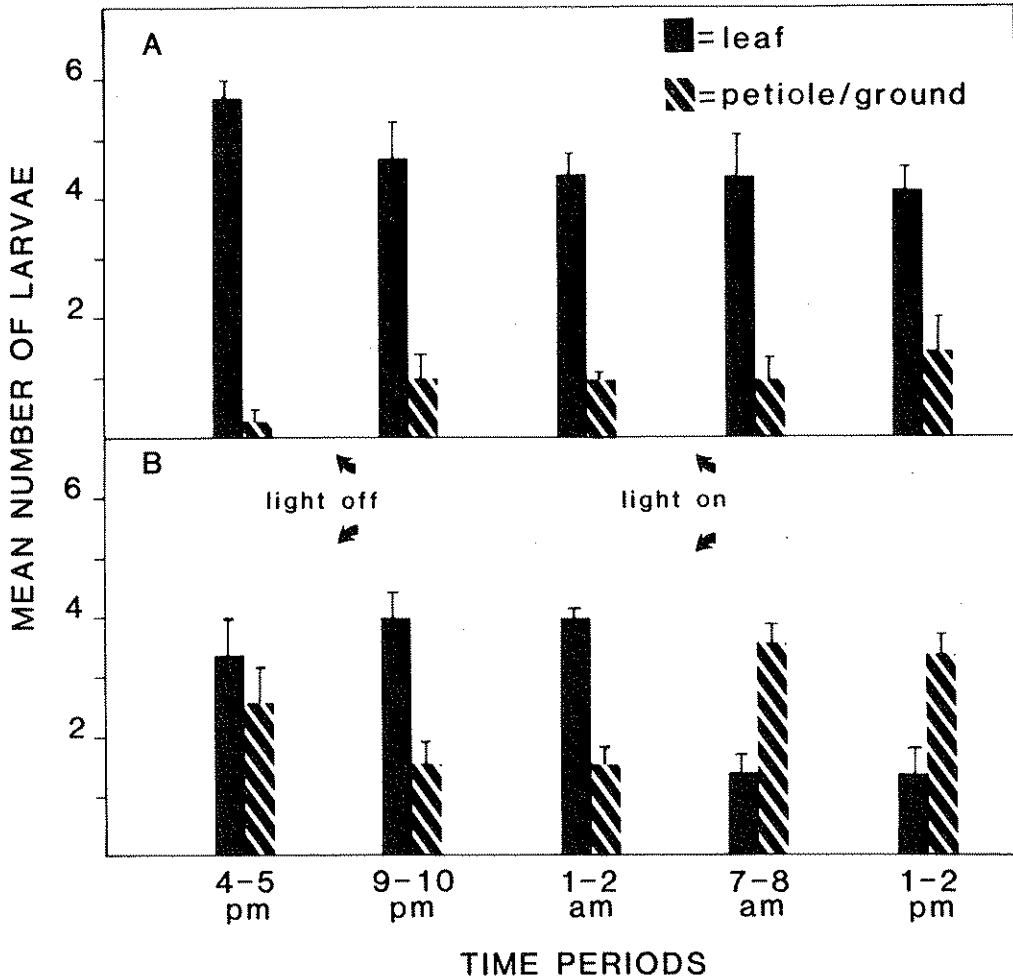 A
= leaf
= petiole/ground
6
4
2
MEAN NUMBER OF LARVAE
B
light off
light on
6
4
2
4-5 pm
9-10 pm
1-2 am
7-8 am
1-2 pm
TIME PERIODS